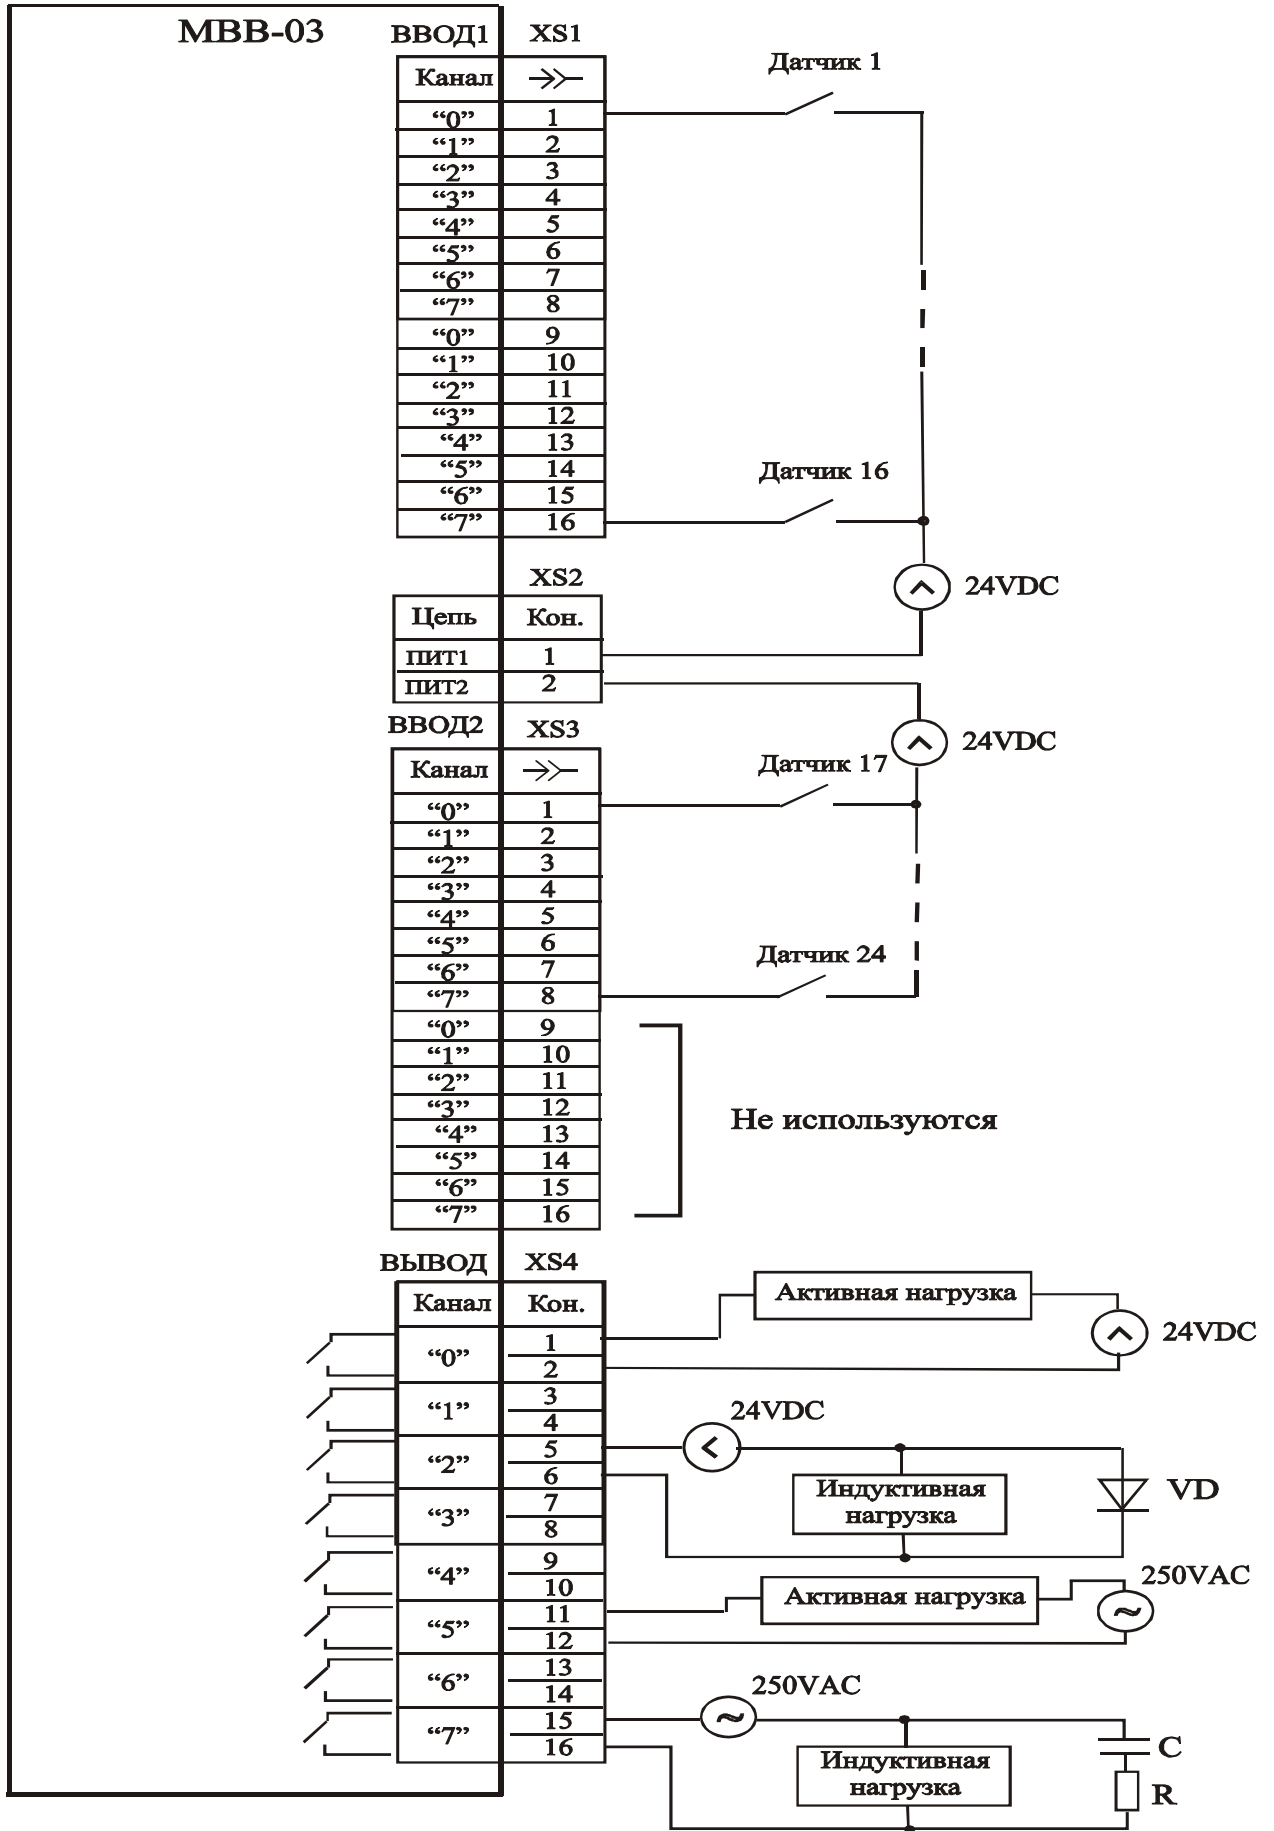 МВВ-03
ВВОД1 XS1
Канал
“0” 1
“1” 2
“2” 3
“3” 4
“4” 5
“5” 6
“6” 7
“7” 8
“0” 9
“1” 10
“2” 11
“3” 12
“4” 13
“5” 14
“6” 15
“7” 16
Датчик 1
Датчик 16
24VDC
XS2
Цепь Кон.
ПИТ1 1
ПИТ2 2
24VDC
ВВОД2 XS3
Канал
“0” 1
“1” 2
“2” 3
“3” 4
“4” 5
“5” 6
“6” 7
“7” 8
“0” 9
“1” 10
“2” 11
“3” 12
“4” 13
“5” 14
“6” 15
“7” 16
Датчик 17
Датчик 24
Не используются
ВЫВОД XS4
Канал Кон.
“0” 1
2
“1” 3
4
“2” 5
6
“3” 7
8
“4” 9
10
“5” 11
12
“6” 13
14
“7” 15
16
Активная нагрузка
24VDC
24VDC
Индуктивная
нагрузка
VD
Активная нагрузка
250VAC
~
250VAC
~
Индуктивная
нагрузка
C
R